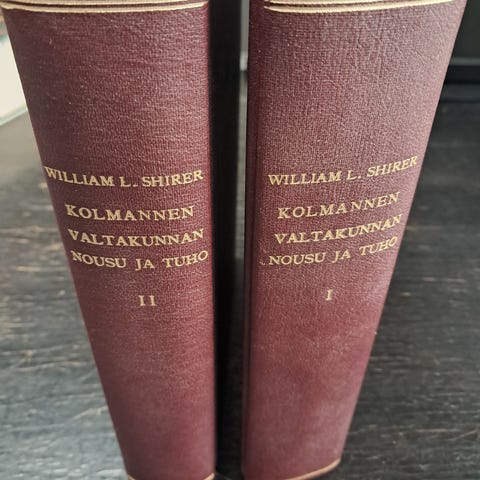 WILLIAM L. SHIRER
KOLMANNEN
VALTAKUNNAN
NOUSU JA TUHO
II
WILLIAM L. SHIRER
KOLMANNEN
VALTAKUNNAN
NOUSU JA TUHO
I